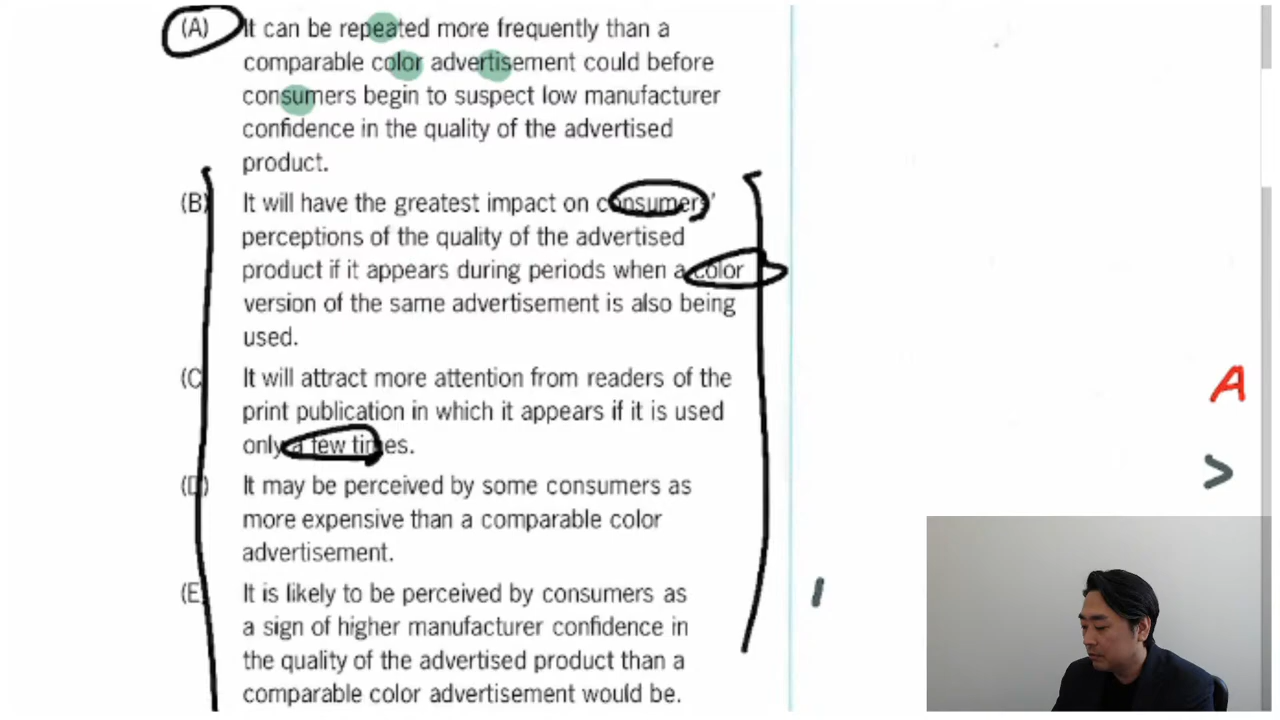 (A) It can be repeated more frequently than a
comparable color advertisement could before
consumers begin to suspect low manufacturer
confidence in the quality of the advertised
product.
(B) It will have the greatest impact on consumers'
perceptions of the quality of the advertised
product if it appears during periods when a color
version of the same advertisement is also being
used.
(C It will attract more attention from readers of the
print publication in which it appears if it is used
only a few times.
(D) It may be perceived by some consumers as
more expensive than a comparable color
advertisement.
(E) It is likely to be perceived by consumers as
a sign of higher manufacturer confidence in
the quality of the advertised product than a
comparable color advertisement would be.
A
>